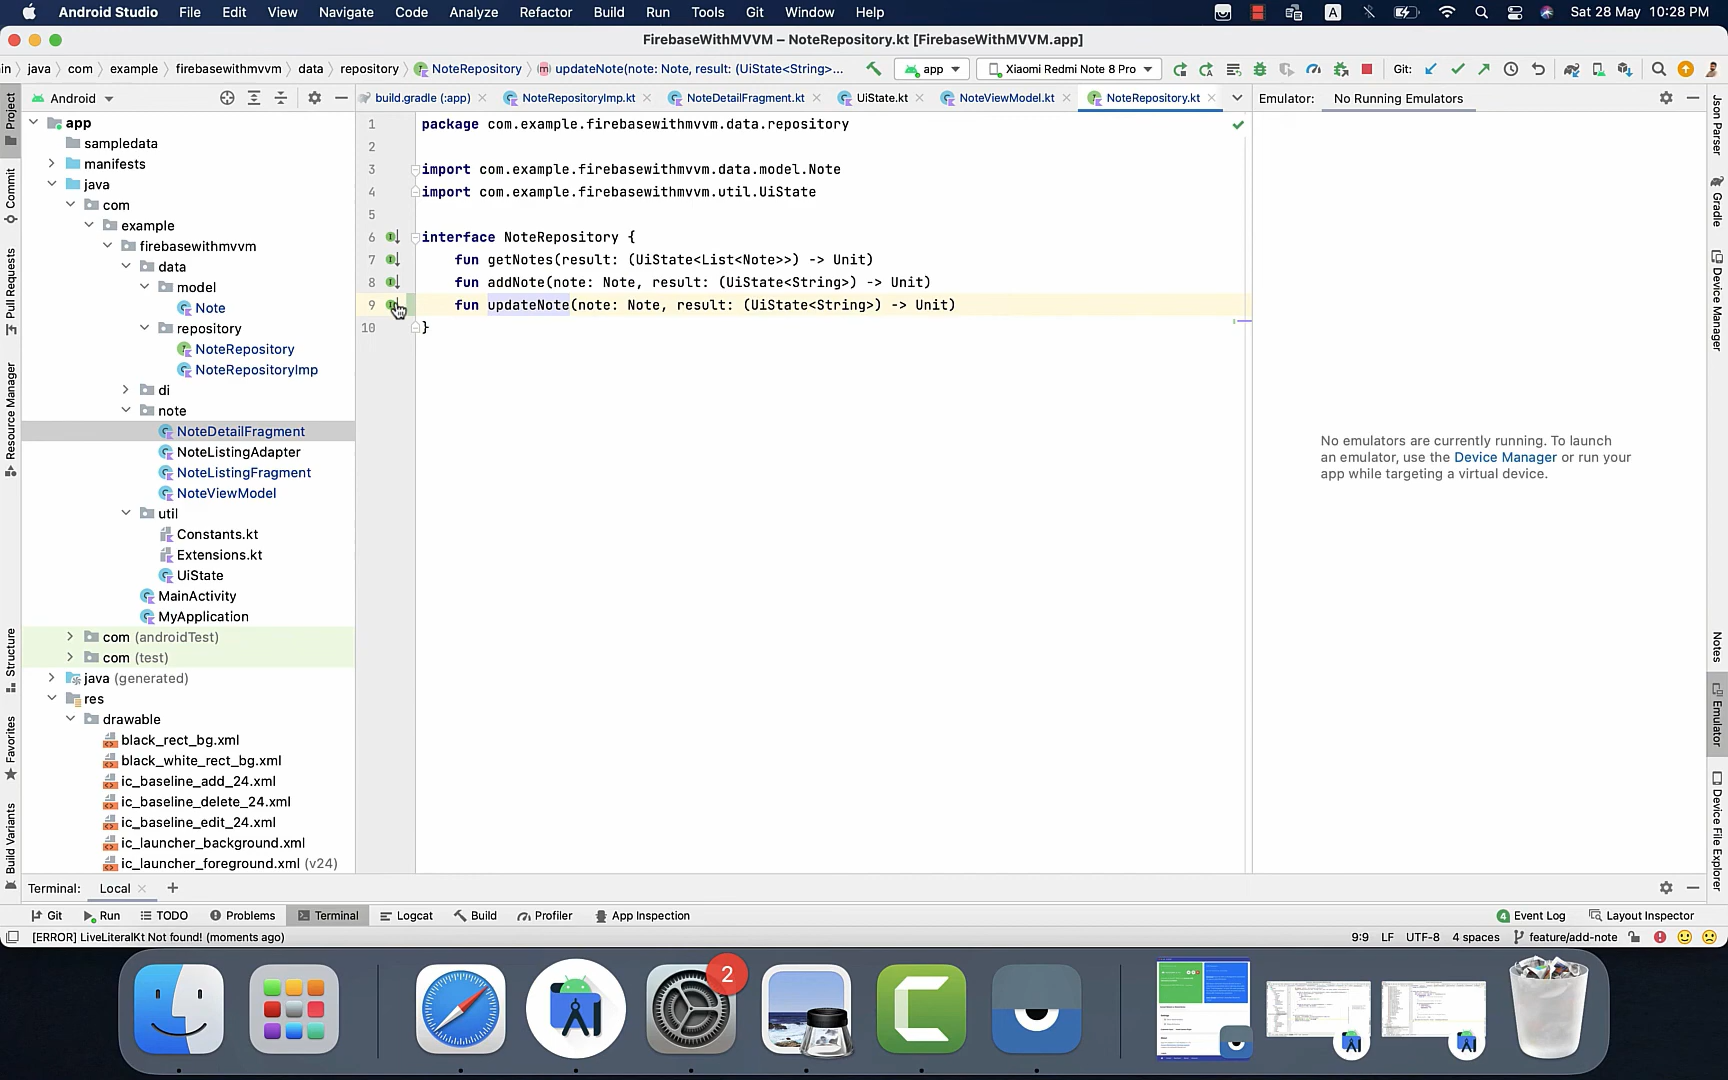 Android Studio File Edit View Navigate Code Analyze Refactor Build Run Tools Git Window Help A Sat 28 May 10:28 PM
FirebaseWithMVVM – NoteRepository.kt [FirebaseWithMVVM.app]
in java com example firebasewithmvvm data repository NoteRepository updateNote(note: Note, result: (UiState<String>... app Xiaomi Redmi Note 8 Pro Git:
Android build.gradle (:app) NoteRepositoryImp.kt NoteDetailFragment.kt UiState.kt NoteViewModel.kt NoteRepository.kt Emulator: No Running Emulators
Project
Commit
Pull Requests
Resource Manager
Structure
Favorites
Build Variants
app
sampledata
manifests
java
com
example
firebasewithmvvm
data
model
Note
repository
NoteRepository
NoteRepositoryImp
di
note
NoteDetailFragment
NoteListingAdapter
NoteListingFragment
NoteViewModel
util
Constants.kt
Extensions.kt
UiState
MainActivity
MyApplication
com (androidTest)
com (test)
java (generated)
res
drawable
black_rect_bg.xml
black_white_rect_bg.xml
ic_baseline_add_24.xml
ic_baseline_delete_24.xml
ic_baseline_edit_24.xml
ic_launcher_background.xml
ic_launcher_foreground.xml (v24)
1 package com.example.firebasewithmvvm.data.repository
2
3 import com.example.firebasewithmvvm.data.model.Note
4 import com.example.firebasewithmvvm.util.UiState
5
6 interface NoteRepository {
7 fun getNotes(result: (UiState<List<Note>>) -> Unit)
8 fun addNote(note: Note, result: (UiState<String>) -> Unit)
9 fun updateNote(note: Note, result: (UiState<String>) -> Unit)
10 }
No emulators are currently running. To launch
an emulator, use the Device Manager or run your
app while targeting a virtual device.
Json Parser
Gradle
Device Manager
Notes
Emulator
Device File Explorer
Terminal: Local
Git Run TODO Problems Terminal Logcat Build Profiler App Inspection 4 Event Log Layout Inspector
[ERROR] LiveLiteralKt Not found! (moments ago) 9:9 LF UTF-8 4 spaces feature/add-note
2